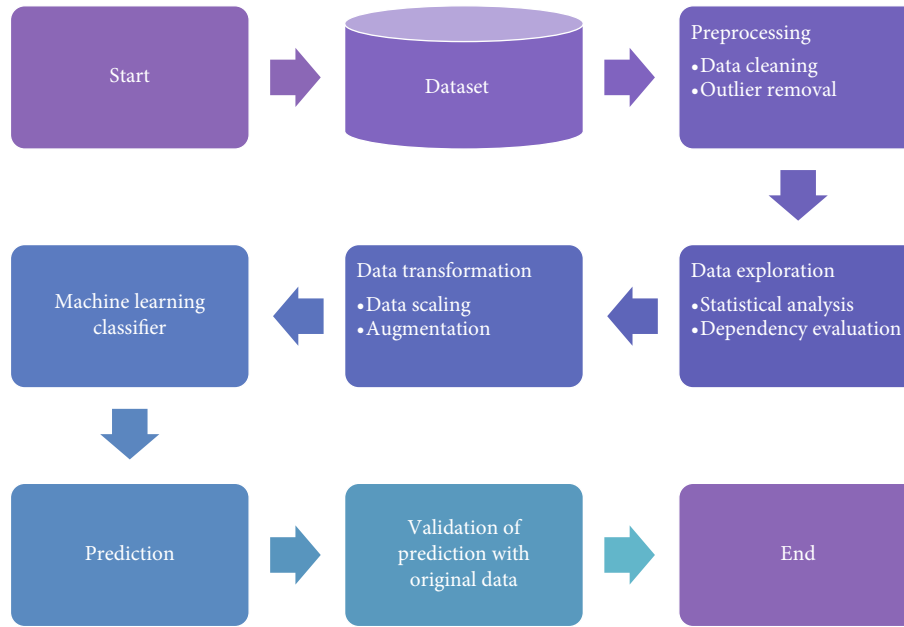 Start
Dataset
Preprocessing
•Data cleaning
•Outlier removal
Machine learning
classifier
Data transformation
•Data scaling
•Augmentation
Data exploration
•Statistical analysis
•Dependency evaluation
Prediction
Validation of
prediction with
original data
End